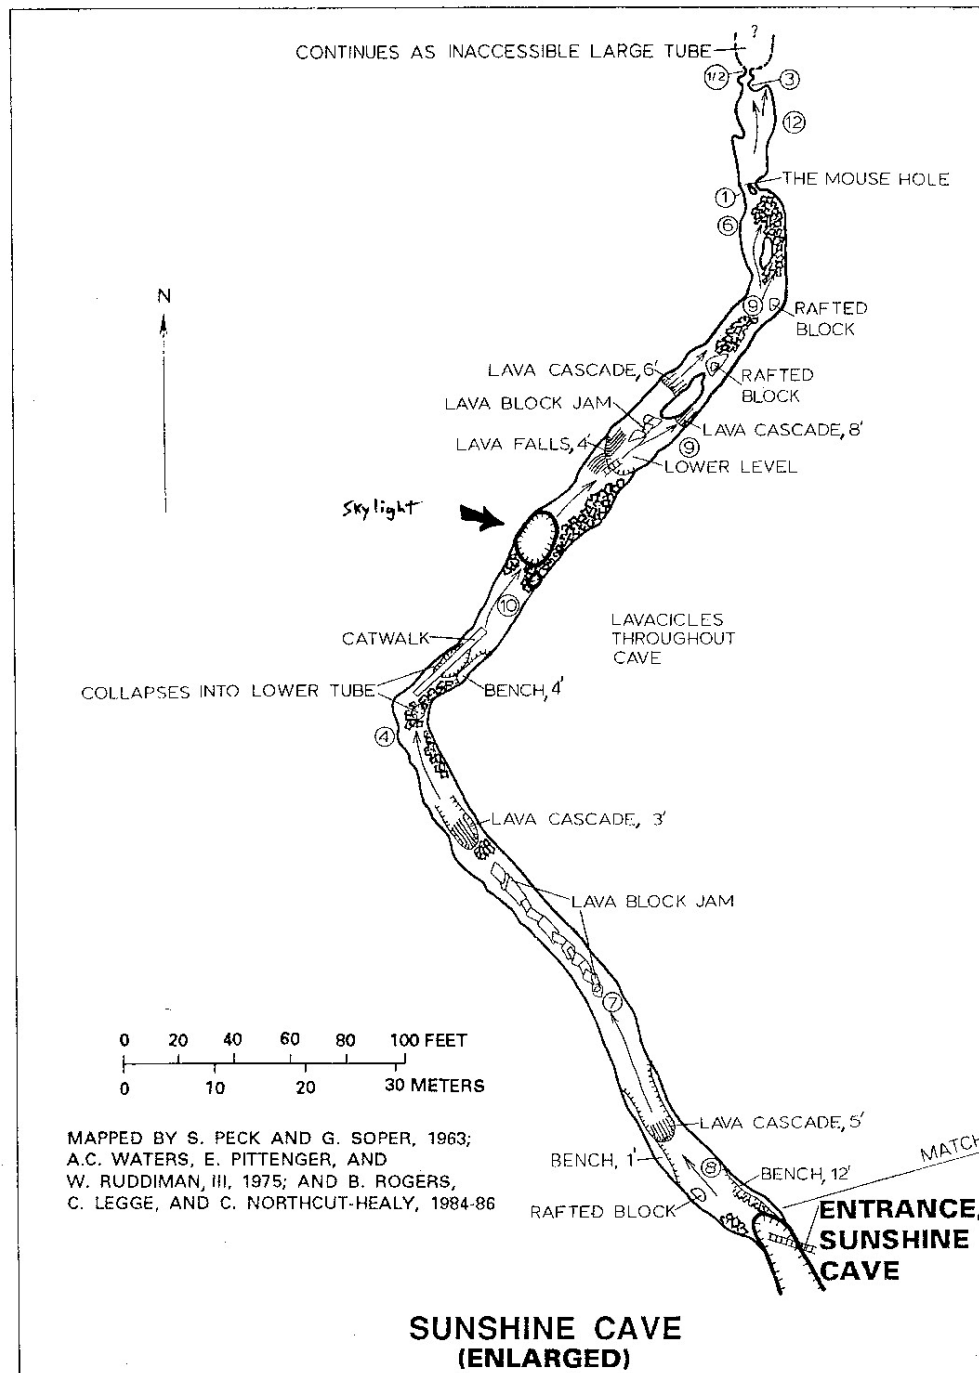 ?
CONTINUES AS INACCESSIBLE LARGE TUBE
1/2
3
12
THE MOUSE HOLE
1
6
N
9
RAFTED
BLOCK
LAVA CASCADE, 6'
RAFTED
BLOCK
LAVA BLOCK JAM
LAVA CASCADE, 8'
LAVA FALLS, 4'
9
LOWER LEVEL
Skylight
10
LAVACICLES
THROUGHOUT
CAVE
CATWALK
COLLAPSES INTO LOWER TUBE
BENCH, 4'
4
LAVA CASCADE, 3'
LAVA BLOCK JAM
7
0 20 40 60 80 100 FEET
0 10 20 30 METERS
LAVA CASCADE, 5'
MAPPED BY S. PECK AND G. SOPER, 1963;
A.C. WATERS, E. PITTENGER, AND
W. RUDDIMAN, III, 1975; AND B. ROGERS,
C. LEGGE, AND C. NORTHCUT-HEALY, 1984-86
MATCH
BENCH, 1'
8
BENCH, 12'
RAFTED BLOCK
ENTRANCE,
SUNSHINE
CAVE
SUNSHINE CAVE
(ENLARGED)